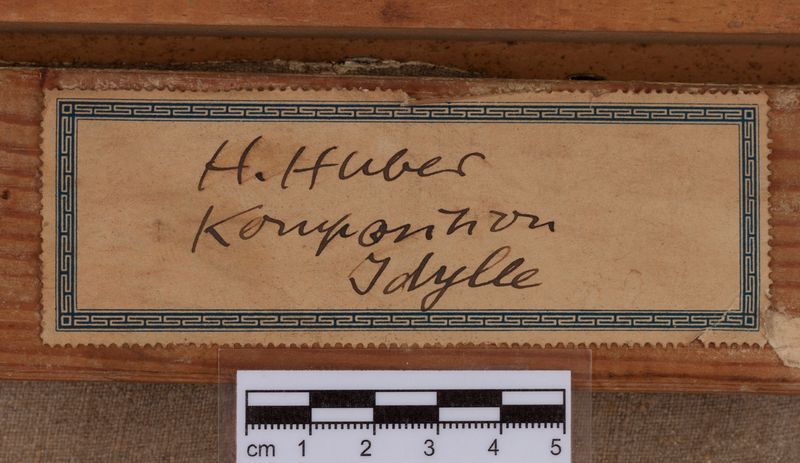 H. Huber
Komposition
Idylle
cm 1 2 3 4 5